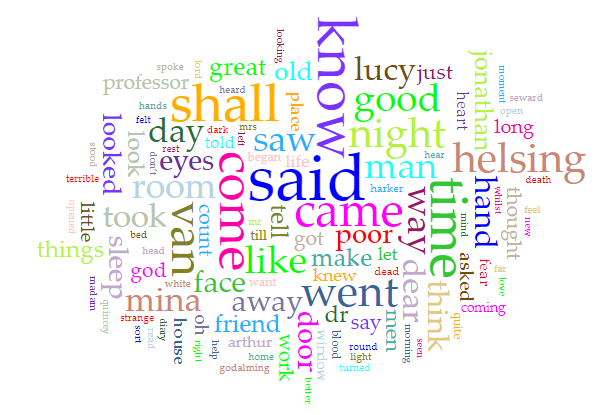 said
know
time
come
van
shall
came
went
night
helsing
good
man
like
mina
saw
day
room
took
lucy
hand
way
dear
think
poor
face
away
door
jonathan
eyes
sleep
friend
looked
look
great
old
just
professor
tell
make
dr
things
little
god
count
told
place
life
heart
long
thought
asked
fear
coming
men
say
work
house
oh
arthur
knew
got
let
till
began
mrs
dark
left
heard
looking
lord
spoke
hands
felt
rest
don't
stood
terrible
opened
bed
head
white
want
mr
dead
harker
hear
seward
moment
open
death
whilst
mind
new
feel
far
love
quite
seen
morning
light
round
turned
blood
window
home
godalming
help
right
better
read
diary
sort
strange
quincey
madam